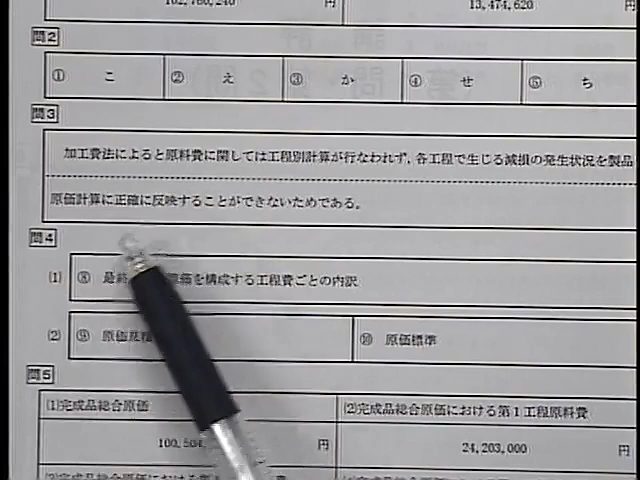 102,760,240 円 13,474,620 円
問2
① こ ② え ③ か ④ せ ⑤ ち
問3
加工費法によると原料費に関しては工程別計算が行なわれず,各工程で生じる減損の発生状況を製品
原価計算に正確に反映することができないためである。
問4
(1) ⑧ 最終 を構成する工程費ごとの内訳
(2) ⑨ 原価 ⑩ 原価標準
問5
(1)完成品総合原価 (2)完成品総合原価における第1工程原料費
円 24,203,000 円